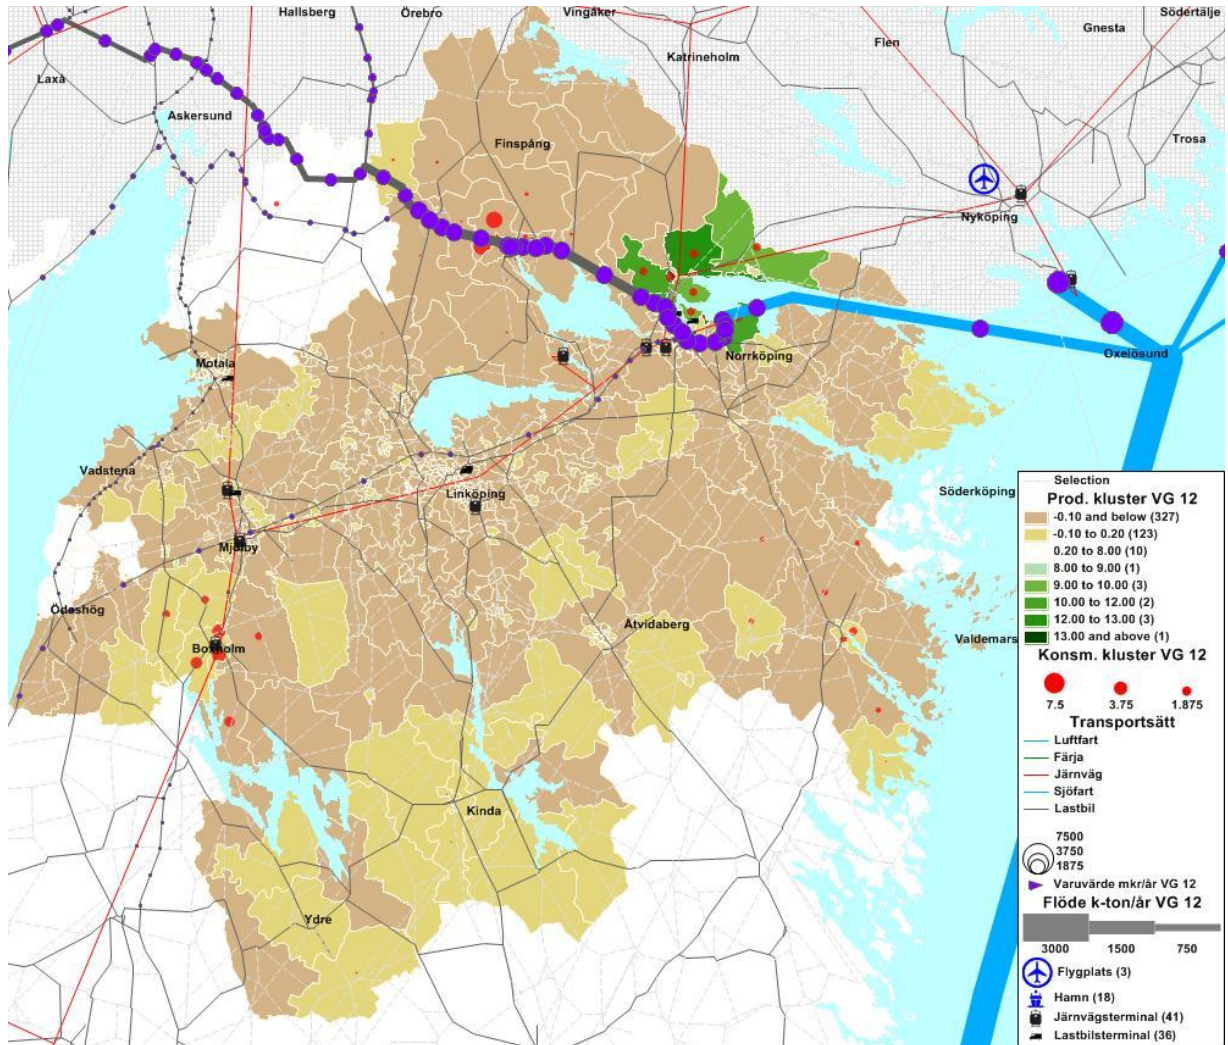 Hallsberg
Örebro
Vingåker
Södertälje
Gnesta
Flen
Katrineholm
Laxå
Askersund
Finspång
Trosa
Nyköping
Motala
Norrköping
Oxelösund
Vadstena
Linköping
Söderköping
Mjölby
Ödeshög
Åtvidaberg
Boxholm
Valdemars
Kinda
Ydre
Selection
Prod. kluster VG 12
-0.10 and below (327)
-0.10 to 0.20 (123)
0.20 to 8.00 (10)
8.00 to 9.00 (1)
9.00 to 10.00 (3)
10.00 to 12.00 (2)
12.00 to 13.00 (3)
13.00 and above (1)
Konsm. kluster VG 12
7.5 3.75 1.875
Transportsätt
Luftfart
Färja
Järnväg
Sjöfart
Lastbil
7500
3750
1875
Varuvärde mkr/år VG 12
Flöde k-ton/år VG 12
3000 1500 750
Flygplats (3)
Hamn (18)
Järnvägsterminal (41)
Lastbilsterminal (36)